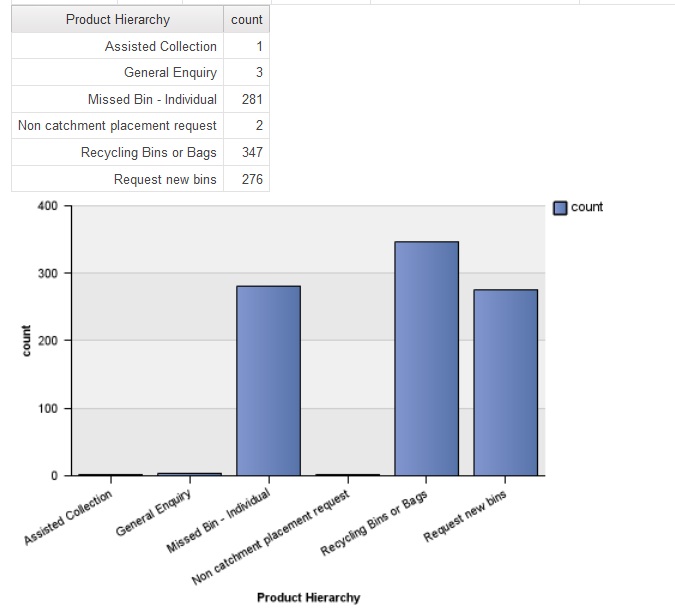 Product Hierarchy count
Assisted Collection 1
General Enquiry 3
Missed Bin - Individual 281
Non catchment placement request 2
Recycling Bins or Bags 347
Request new bins 276
400
300
200
100
0
count
count
Assisted Collection
General Enquiry
Missed Bin - Individual
Non catchment placement request
Recycling Bins or Bags
Request new bins
Product Hierarchy